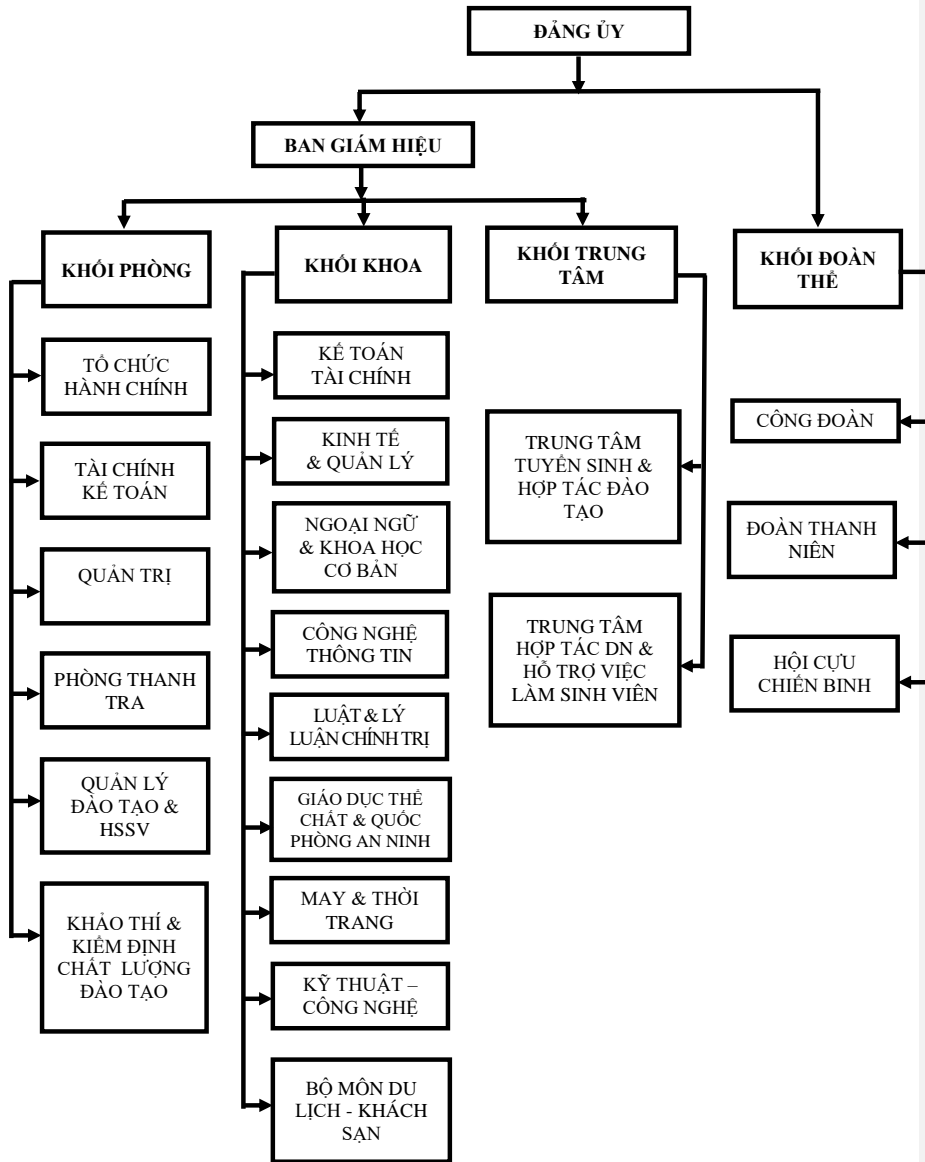 ĐẢNG ỦY
BAN GIÁM HIỆU
KHỐI PHÒNG
KHỐI KHOA
KHỐI TRUNG
TÂM
KHỐI ĐOÀN
THỂ
TỔ CHỨC
HÀNH CHÍNH
TÀI CHÍNH
KẾ TOÁN
QUẢN TRỊ
PHÒNG THANH
TRA
QUẢN LÝ
ĐÀO TẠO &
HSSV
KHẢO THÍ &
KIỂM ĐỊNH
CHẤT LƯỢNG
ĐÀO TẠO
KẾ TOÁN
TÀI CHÍNH
KINH TẾ
& QUẢN LÝ
NGOẠI NGỮ
& KHOA HỌC
CƠ BẢN
CÔNG NGHỆ
THÔNG TIN
LUẬT & LÝ
LUẬN CHÍNH TRỊ
GIÁO DỤC THỂ
CHẤT & QUỐC
PHÒNG AN NINH
MAY & THỜI
TRANG
KỸ THUẬT –
CÔNG NGHỆ
BỘ MÔN DU
LỊCH - KHÁCH
SẠN
TRUNG TÂM
TUYỂN SINH &
HỢP TÁC ĐÀO
TẠO
TRUNG TÂM
HỢP TÁC DN &
HỖ TRỢ VIỆC
LÀM SINH VIÊN
CÔNG ĐOÀN
ĐOÀN THANH
NIÊN
HỘI CỰU
CHIẾN BINH